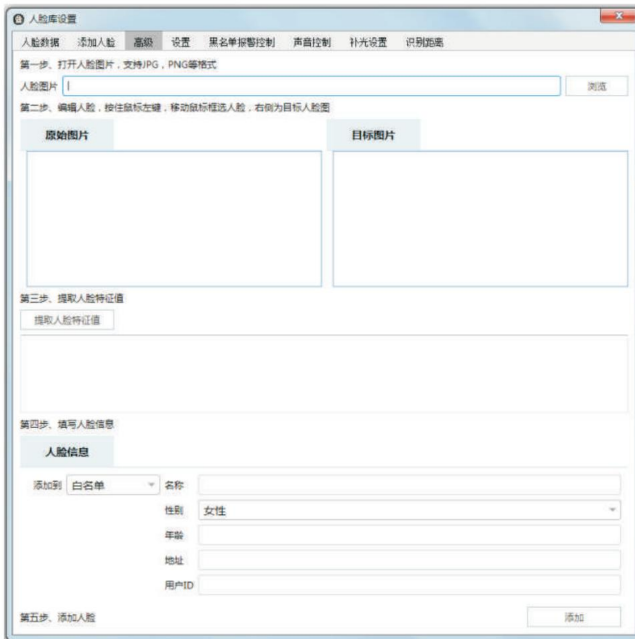 人脸库设置
人脸数据 添加人脸 高级 设置 黑名单报警控制 声音控制 补光设置 识别距离
第一步、打开人脸图片，支持JPG，PNG等格式
人脸图片 浏览
第二步、编辑人脸，按住鼠标左键，移动鼠标框选人脸，右侧为目标人脸图
原始图片 目标图片
第三步、提取人脸特征值
提取人脸特征值
第四步、填写人脸信息
人脸信息
添加到 白名单 名称
性别 女性
年龄
地址
用户ID
第五步、添加人脸 添加